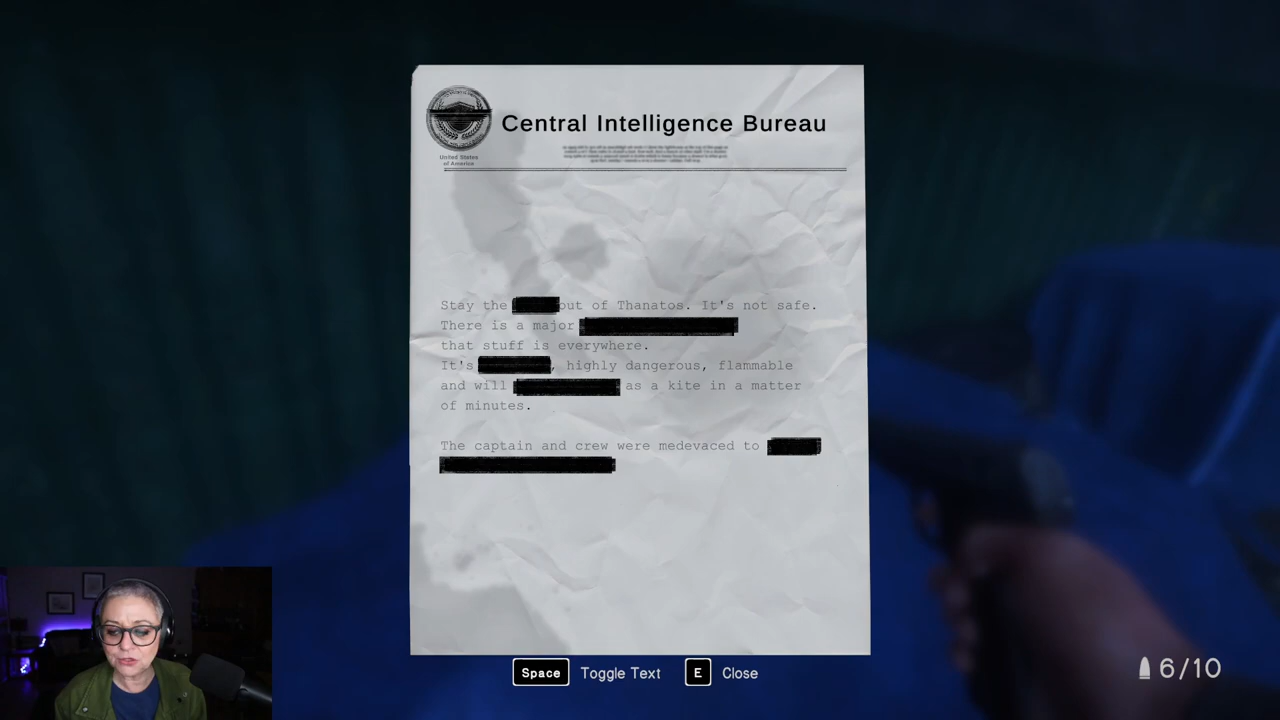 Central Intelligence Bureau
United States
of America
Stay the out of Thanatos. It's not safe.
There is a major
that stuff is everywhere.
It's , highly dangerous, flammable
and will as a kite in a matter
of minutes.
The captain and crew were medevaced to
Space Toggle Text E Close
6/10